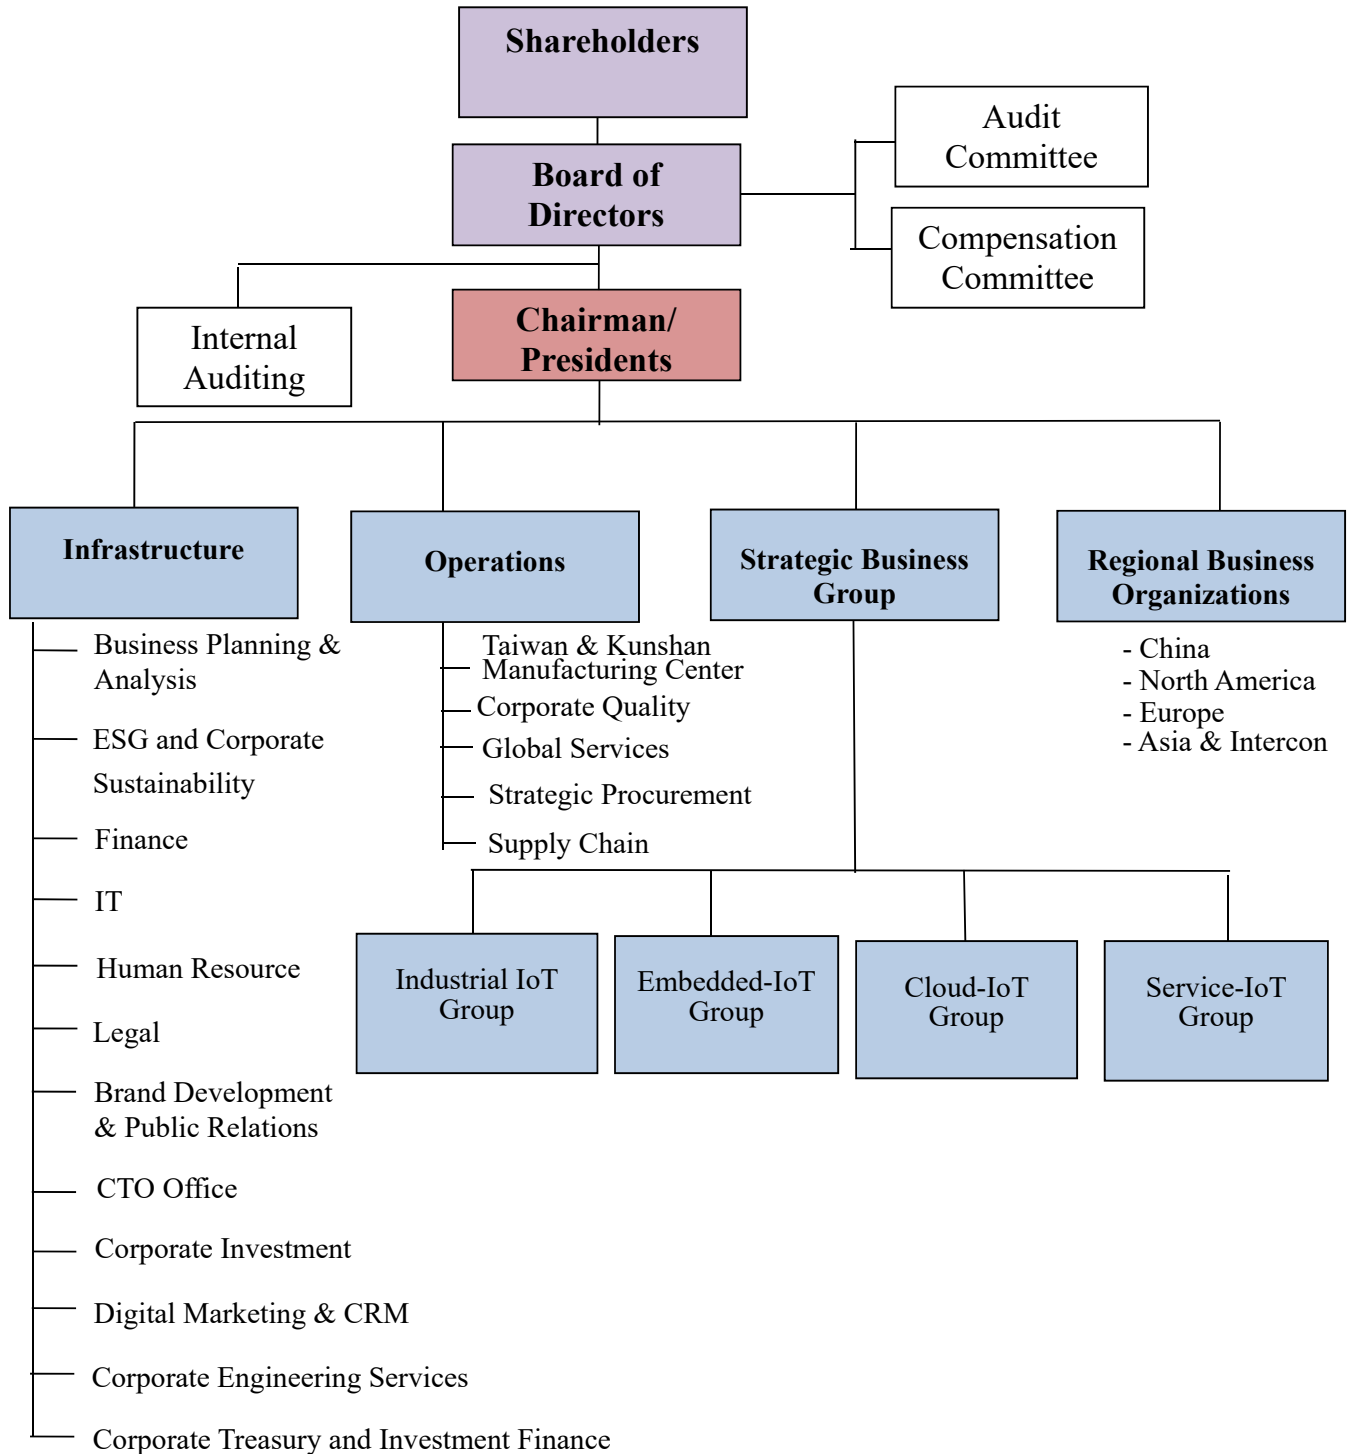 Shareholders
Audit
Committee
Board of
Directors
Compensation
Committee
Chairman/
Presidents
Internal
Auditing
Infrastructure
Operations
Strategic Business
Group
Regional Business
Organizations
Business Planning &
Analysis
ESG and Corporate
Sustainability
Finance
IT
Human Resource
Legal
Brand Development
& Public Relations
CTO Office
Corporate Investment
Digital Marketing & CRM
Corporate Engineering Services
Corporate Treasury and Investment Finance
Taiwan & Kunshan
Manufacturing Center
Corporate Quality
Global Services
Strategic Procurement
Supply Chain
- China
- North America
- Europe
- Asia & Intercon
Industrial IoT
Group
Embedded-IoT
Group
Cloud-IoT
Group
Service-IoT
Group